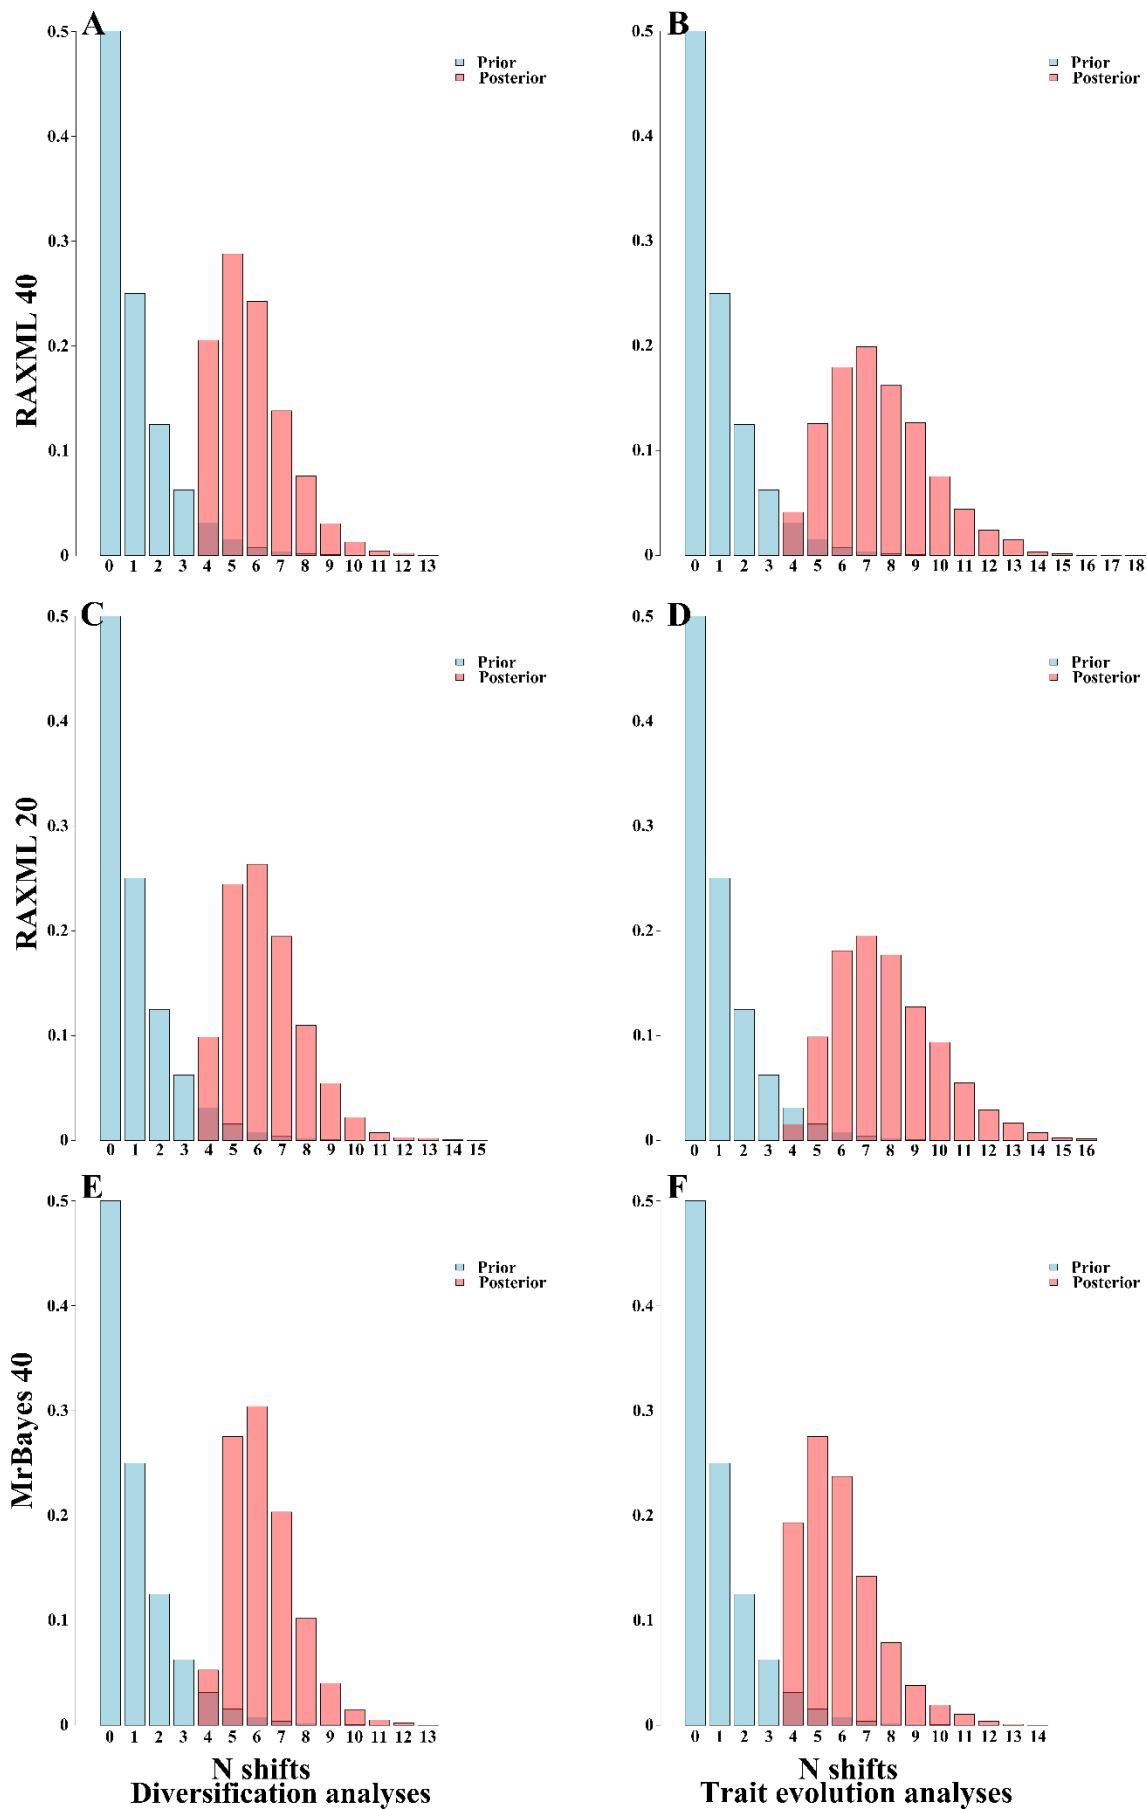 A
0.5
0.4
0.3
0.2
0.1
0
Prior
Posterior
RAXML 40
0 1 2 3 4 5 6 7 8 9 10 11 12 13
B
0.5
0.4
0.3
0.2
0.1
0
Prior
Posterior
0 1 2 3 4 5 6 7 8 9 10 11 12 13 14 15 16 17 18
C
0.5
0.4
0.3
0.2
0.1
0
Prior
Posterior
RAXML 20
0 1 2 3 4 5 6 7 8 9 10 11 12 13 14 15
D
0.5
0.4
0.3
0.2
0.1
0
Prior
Posterior
0 1 2 3 4 5 6 7 8 9 10 11 12 13 14 15 16
E
0.5
0.4
0.3
0.2
0.1
0
Prior
Posterior
MrBayes 40
0 1 2 3 4 5 6 7 8 9 10 11 12 13
N shifts
Diversification analyses
F
0.5
0.4
0.3
0.2
0.1
0
Prior
Posterior
0 1 2 3 4 5 6 7 8 9 10 11 12 13 14
N shifts
Trait evolution analyses